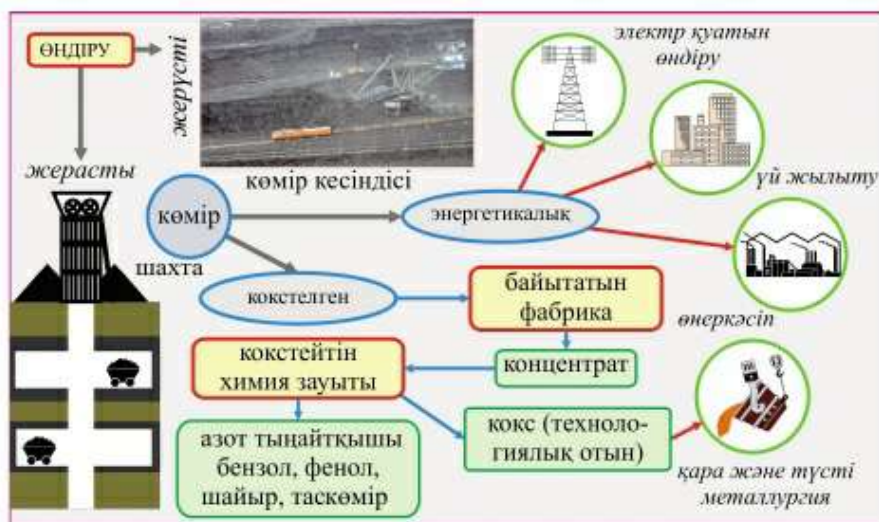 ӨНДІРУ
жерүсті
электр қуатын
өндіру
жерасты
көмір кесіндісі
үй жылыту
көмір
энергетикалық
шахта
кокстелген
байытатын
фабрика
өнеркәсіп
кокстейтін
химия зауыты
концентрат
азот тыңайтқышы
бензол, фенол,
шайыр, таскөмір
кокс (техноло-
гиялық отын)
қара және түсті
металлургия